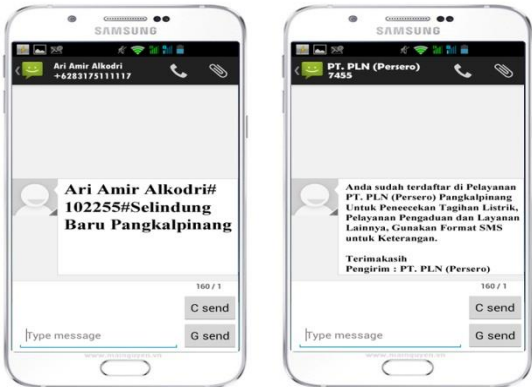 SAMSUNG
Ari Amir Alkodri
+6283175111117
Ari Amir Alkodri#
102255#Selindung
Baru Pangkalpinang
160 / 1
C send
Type message
G send
SAMSUNG
PT. PLN (Persero)
7455
Anda sudah terdaftar di Pelayanan
PT. PLN (Persero) Pangkalpinang
Untuk Peneecekan Tagihan Listrik,
Pelayanan Pengaduan dan Layanan
Lainnya, Gunakan Format SMS
untuk Keterangan.
Terimakasih
Pengirim : PT. PLN (Persero)
160 / 1
C send
Type message
G send